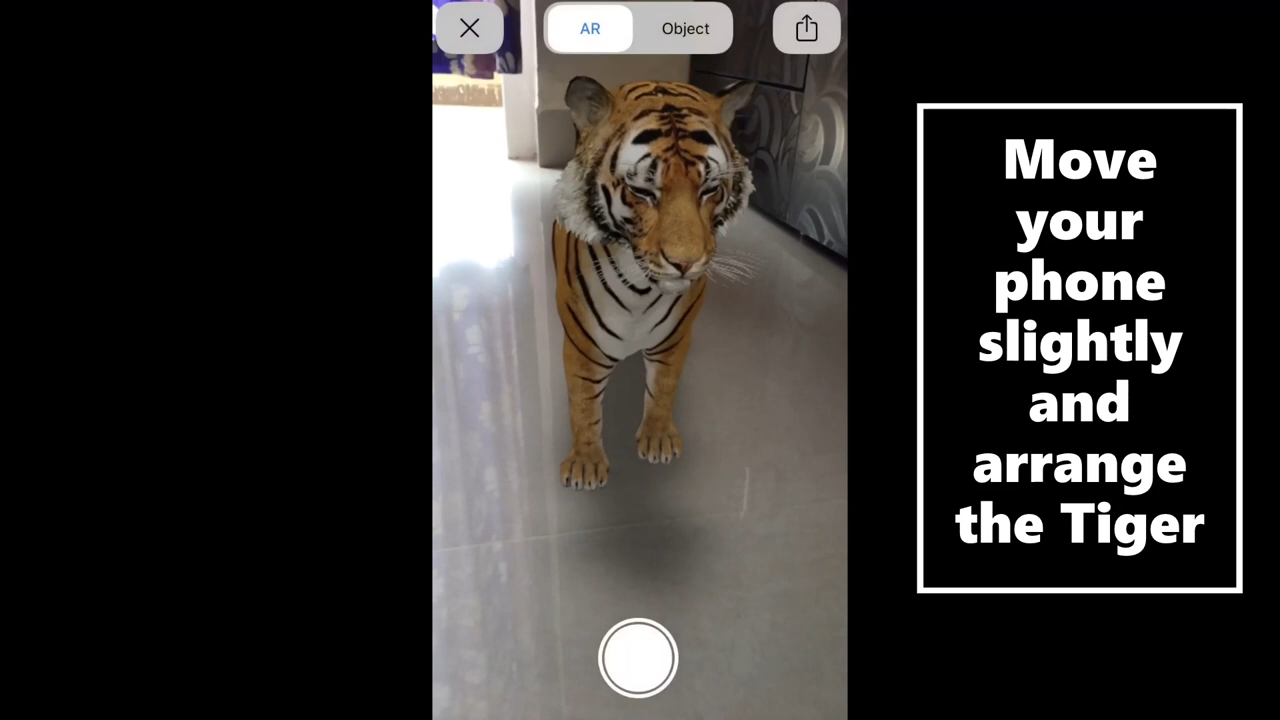 AR Object
Move
your
phone
slightly
and
arrange
the Tiger